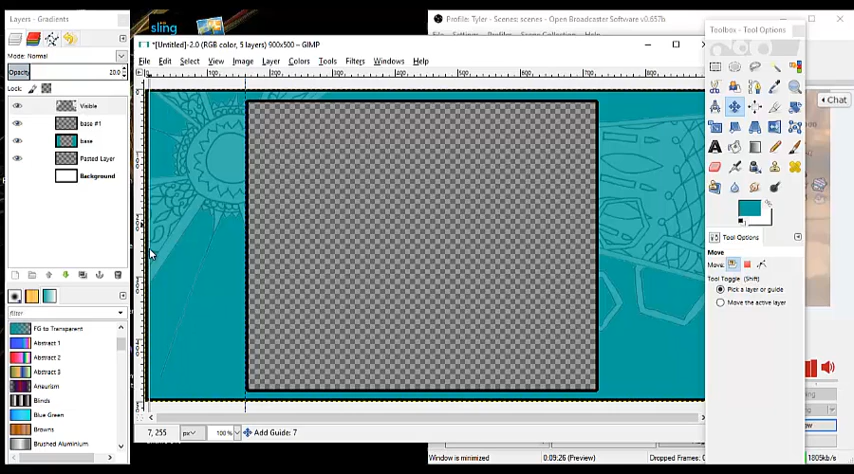 Layers - Gradients
sling
Profile: Tyler - Scenes: scenes - Open Broadcaster Software v0.657b
*[Untitled]-2.0 (RGB color, 5 layers) 900x500 – GIMP
Toolbox - Tool Options
File Edit Select View Image Layer Colors Tools Filters Windows Help
Mode: Normal
Opacity 20.0
Lock:
Visible
base #1
base
Pasted Layer
Background
Chat
filter
FG to Transparent
Abstract 1
Abstract 2
Abstract 3
Aneurism
Blinds
Blue Green
Browns
Brushed Aluminium
Tool Options
Move
Move:
Tool Toggle (Shift)
Pick a layer or guide
Move the active layer
7, 255 px 100 % Add Guide: 7
Window is minimized 0:09:26 (Preview) Dropped Frames: 1805kb/s